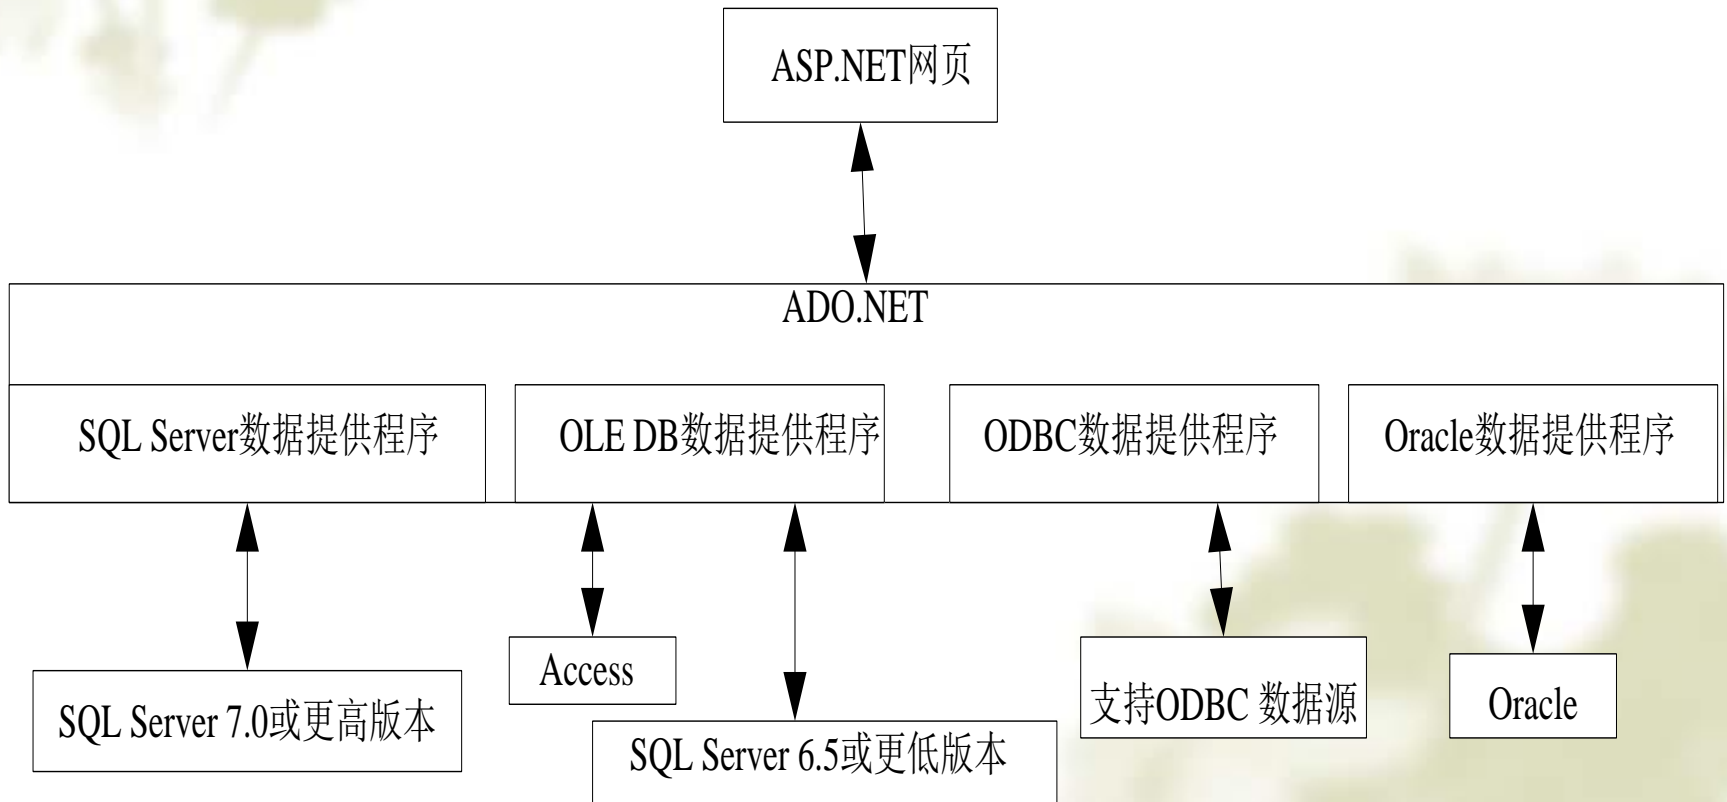 ASP.NET网页
ADO.NET
SQL Server数据提供程序
OLE DB数据提供程序
ODBC数据提供程序
Oracle数据提供程序
Access
SQL Server 7.0或更高版本
SQL Server 6.5或更低版本
支持ODBC 数据源
Oracle